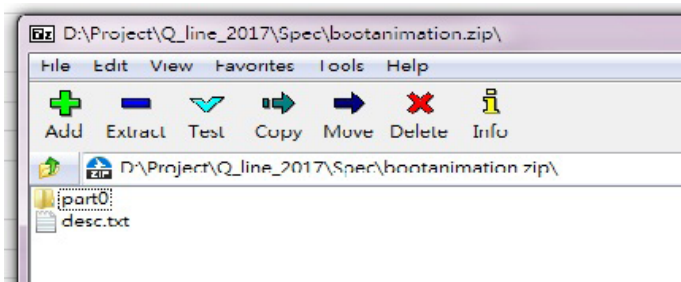 D:\Project\Q_line_2017\Spec\bootanimation.zip\
File Edit View Favorites Tools Help
Add Extract Test Copy Move Delete Info
D:\Project\Q_line_2017\Spec\bootanimation.zip\
part0
desc.txt